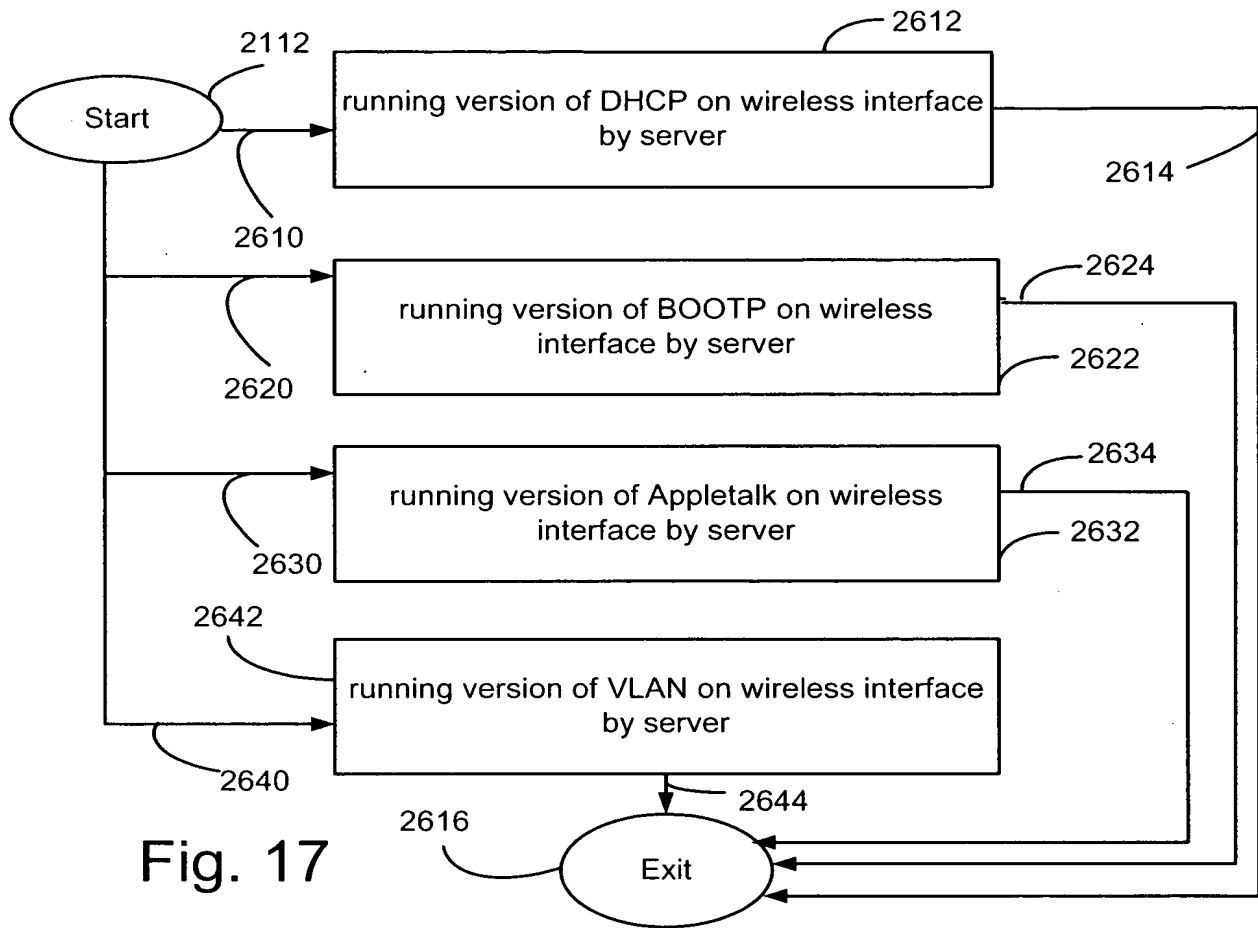 2112
2612
Start
running version of DHCP on wireless interface
by server
2614
2610
2624
running version of BOOTP on wireless
interface by server
2622
2620
2634
running version of Appletalk on wireless
interface by server
2632
2630
2642
running version of VLAN on wireless interface
by server
2640
2644
2616
Exit
Fig. 17